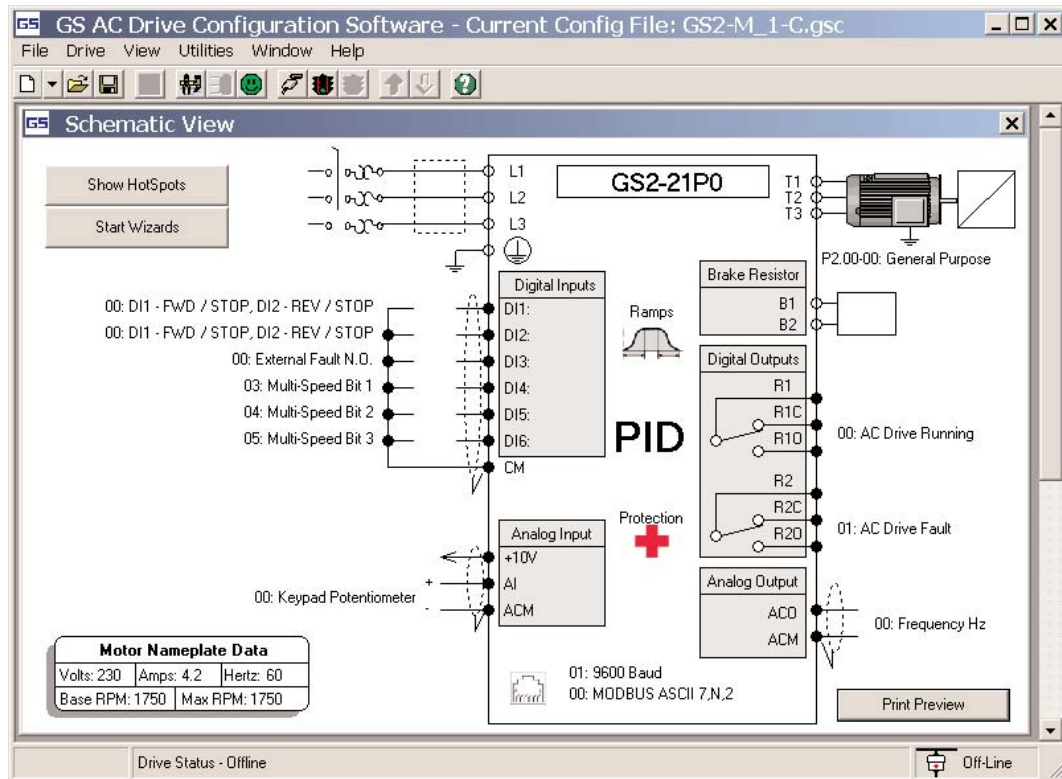 GS GS AC Drive Configuration Software - Current Config File: GS2-M_1-C.gsc
File Drive View Utilities Window Help
GS Schematic View
Show HotSpots
Start Wizards
L1
L2
L3
GS2-21P0
T1
T2
T3
P2.00-00: General Purpose
Digital Inputs
00: DI1 - FWD / STOP, DI2 - REV / STOP DI1:
00: DI1 - FWD / STOP, DI2 - REV / STOP DI2:
00: External Fault N.O. DI3:
03: Multi-Speed Bit 1 DI4:
04: Multi-Speed Bit 2 DI5:
05: Multi-Speed Bit 3 DI6:
CM
Ramps
PID
Protection
Brake Resistor
B1
B2
Digital Outputs
R1
R1C
R1O
00: AC Drive Running
R2
R2C
R2O
01: AC Drive Fault
Analog Input
+10V
+ AI
00: Keypad Potentiometer
- ACM
Analog Output
ACO
ACM
00: Frequency Hz
Motor Nameplate Data
Volts: 230 Amps: 4.2 Hertz: 60
Base RPM: 1750 Max RPM: 1750
01: 9600 Baud
00: MODBUS ASCII 7,N,2
Print Preview
Drive Status - Offline Off-Line